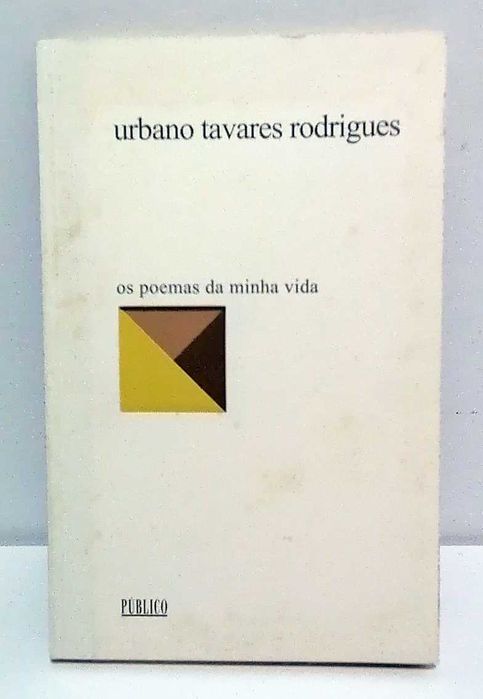 urbano tavares rodrigues
os poemas da minha vida
PÚBLICO